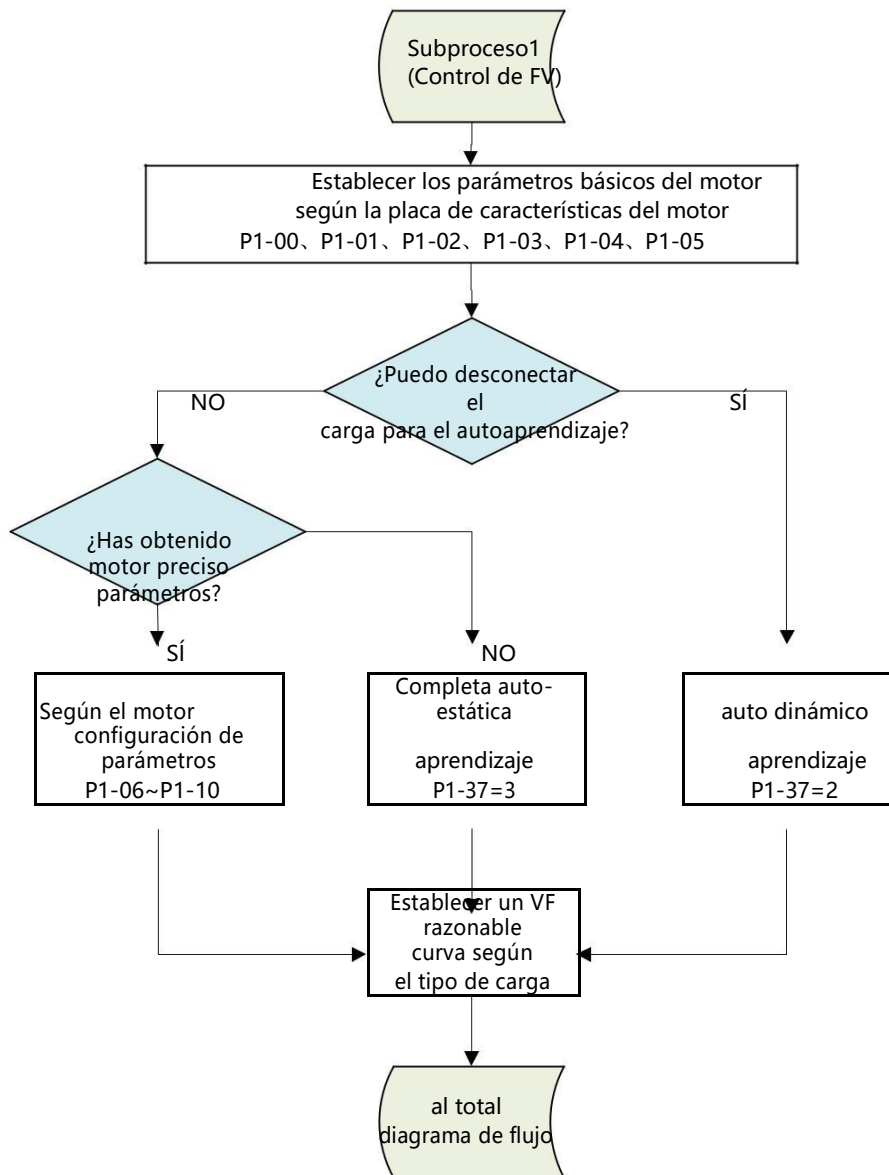 Subproceso1
(Control de FV)
Establecer los parámetros básicos del motor
según la placa de características del motor
P1-00、P1-01、P1-02、P1-03、P1-04、P1-05
¿Puedo desconectar
el
carga para el autoaprendizaje?
NO
SÍ
¿Has obtenido
motor preciso
parámetros?
SÍ
NO
Según el motor
configuración de
parámetros
P1-06~P1-10
Completa auto-
estática
aprendizaje
P1-37=3
auto dinámico
aprendizaje
P1-37=2
Establecer un VF
razonable
curva según
el tipo de carga
al total
diagrama de flujo